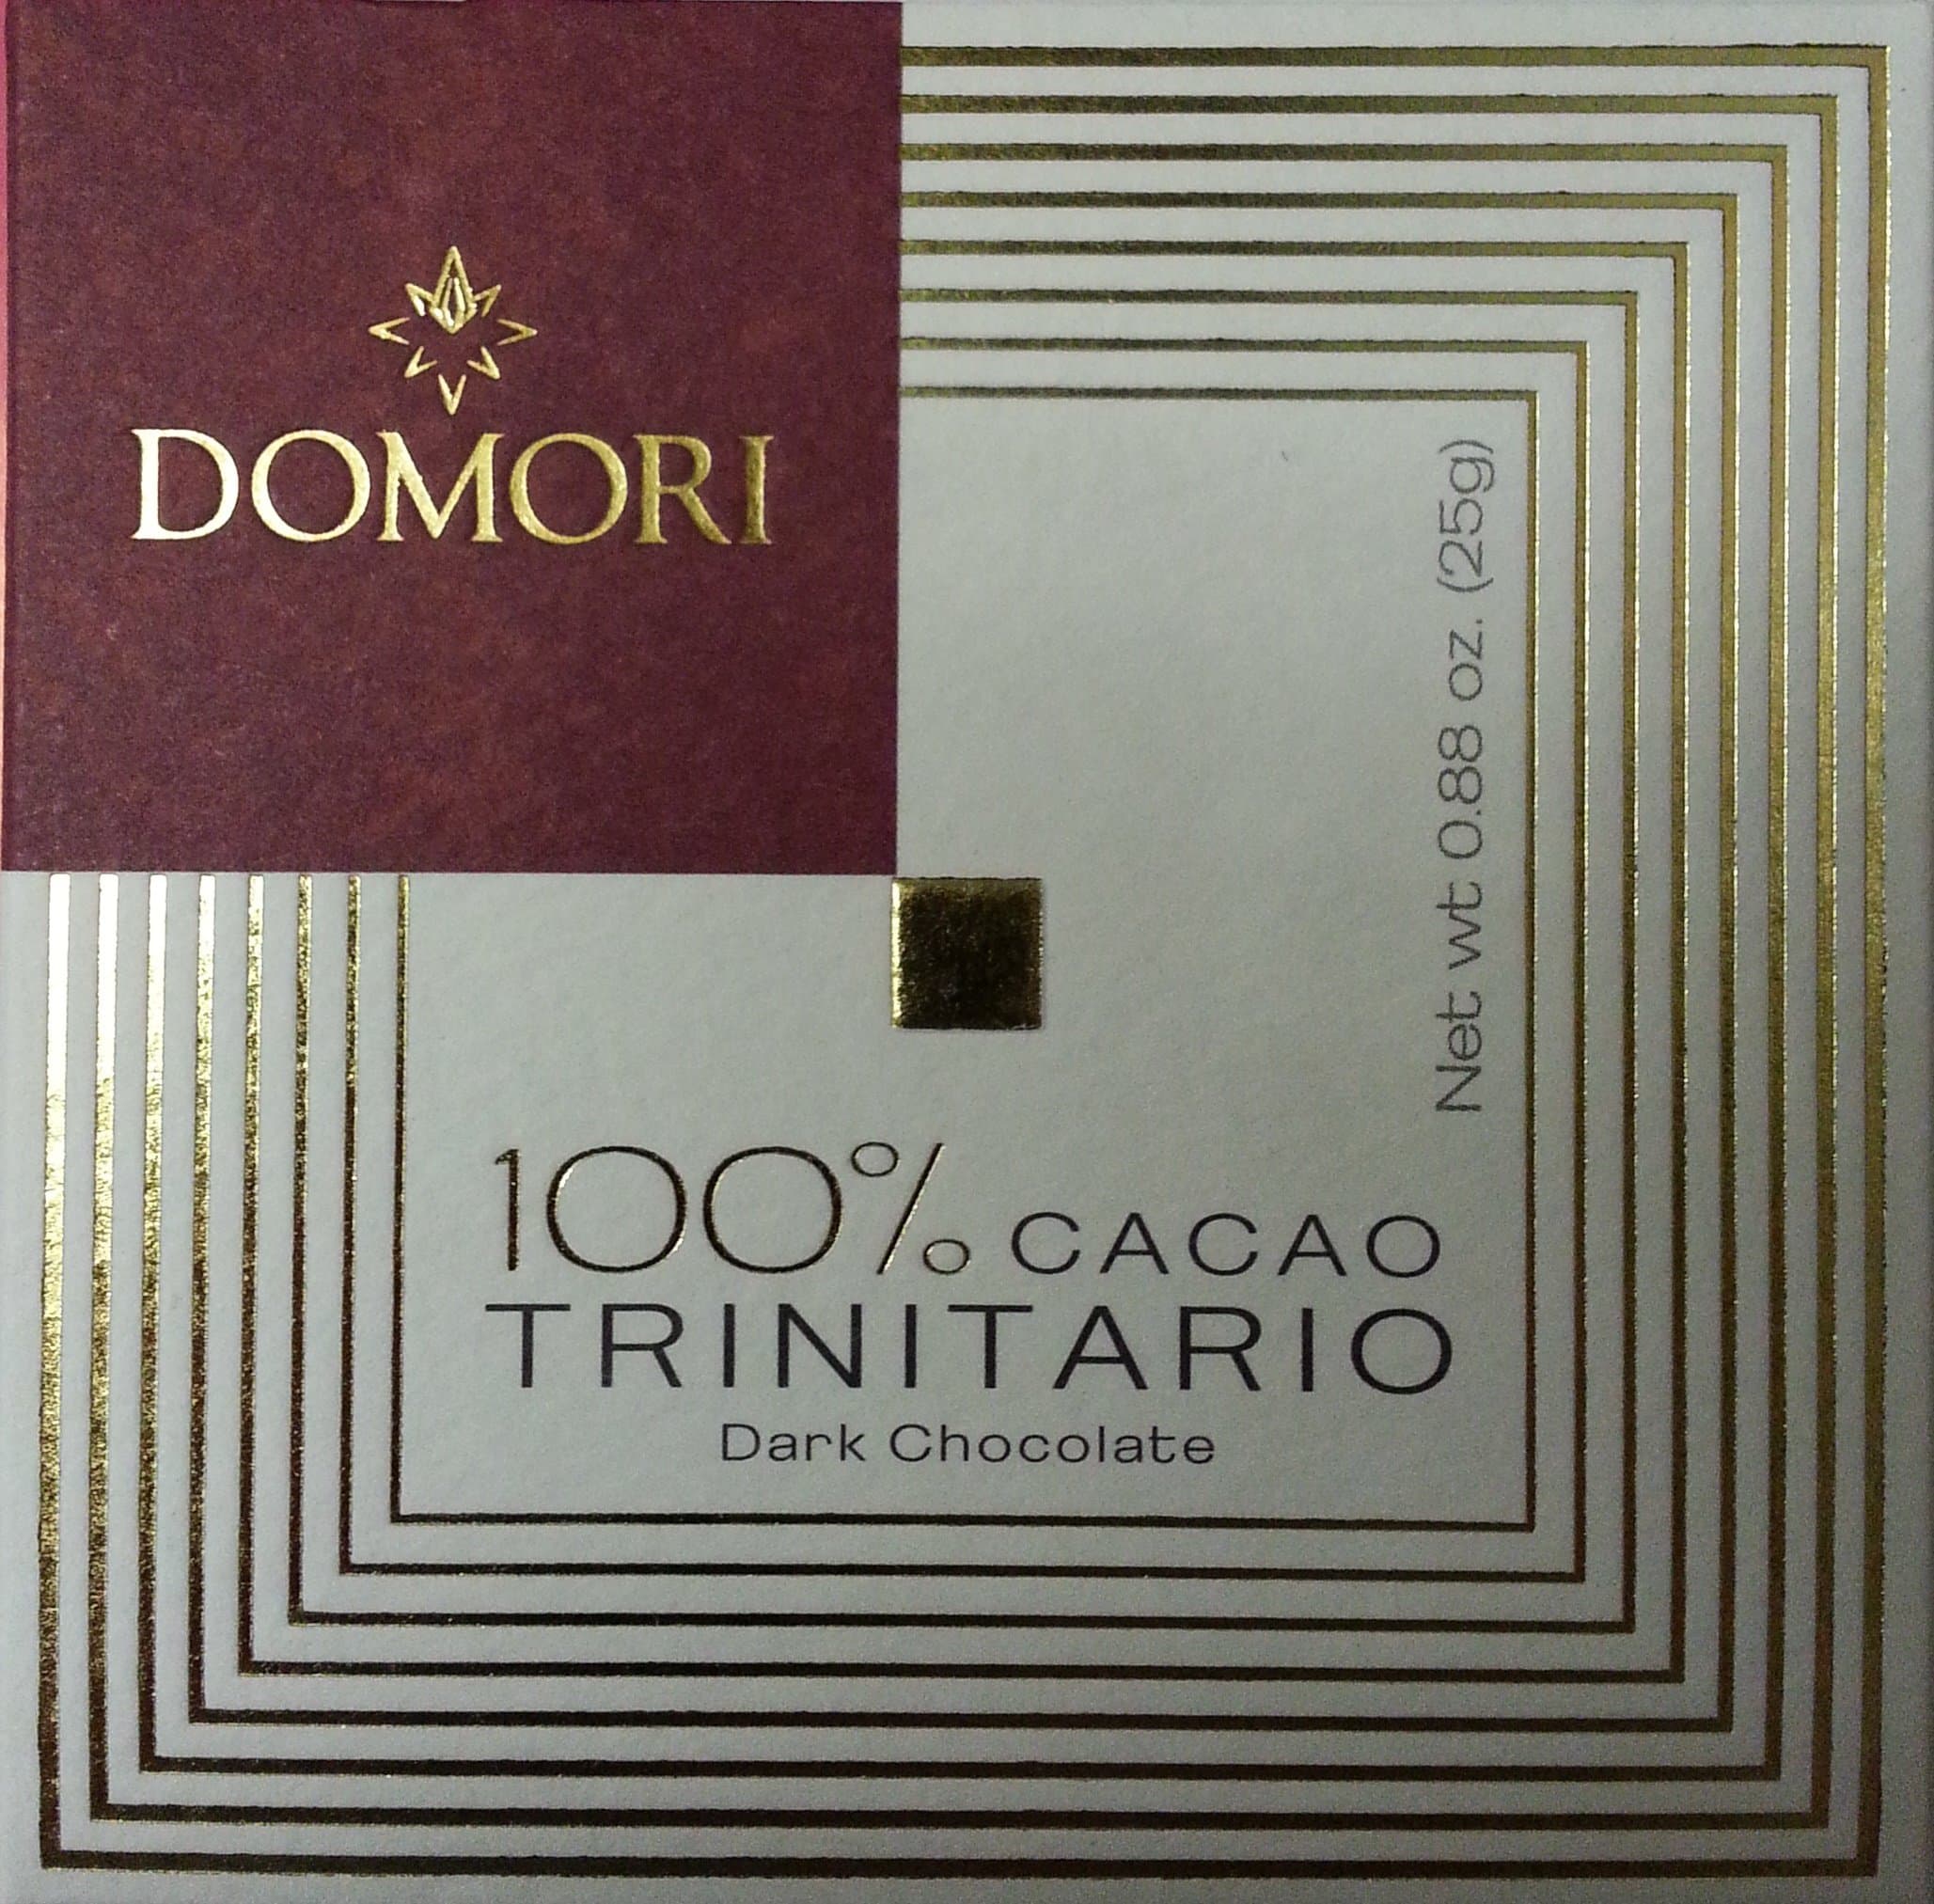 DOMORI
Net wt 0.88 oz. (25g)
100% CACAO
TRINITARIO
Dark Chocolate